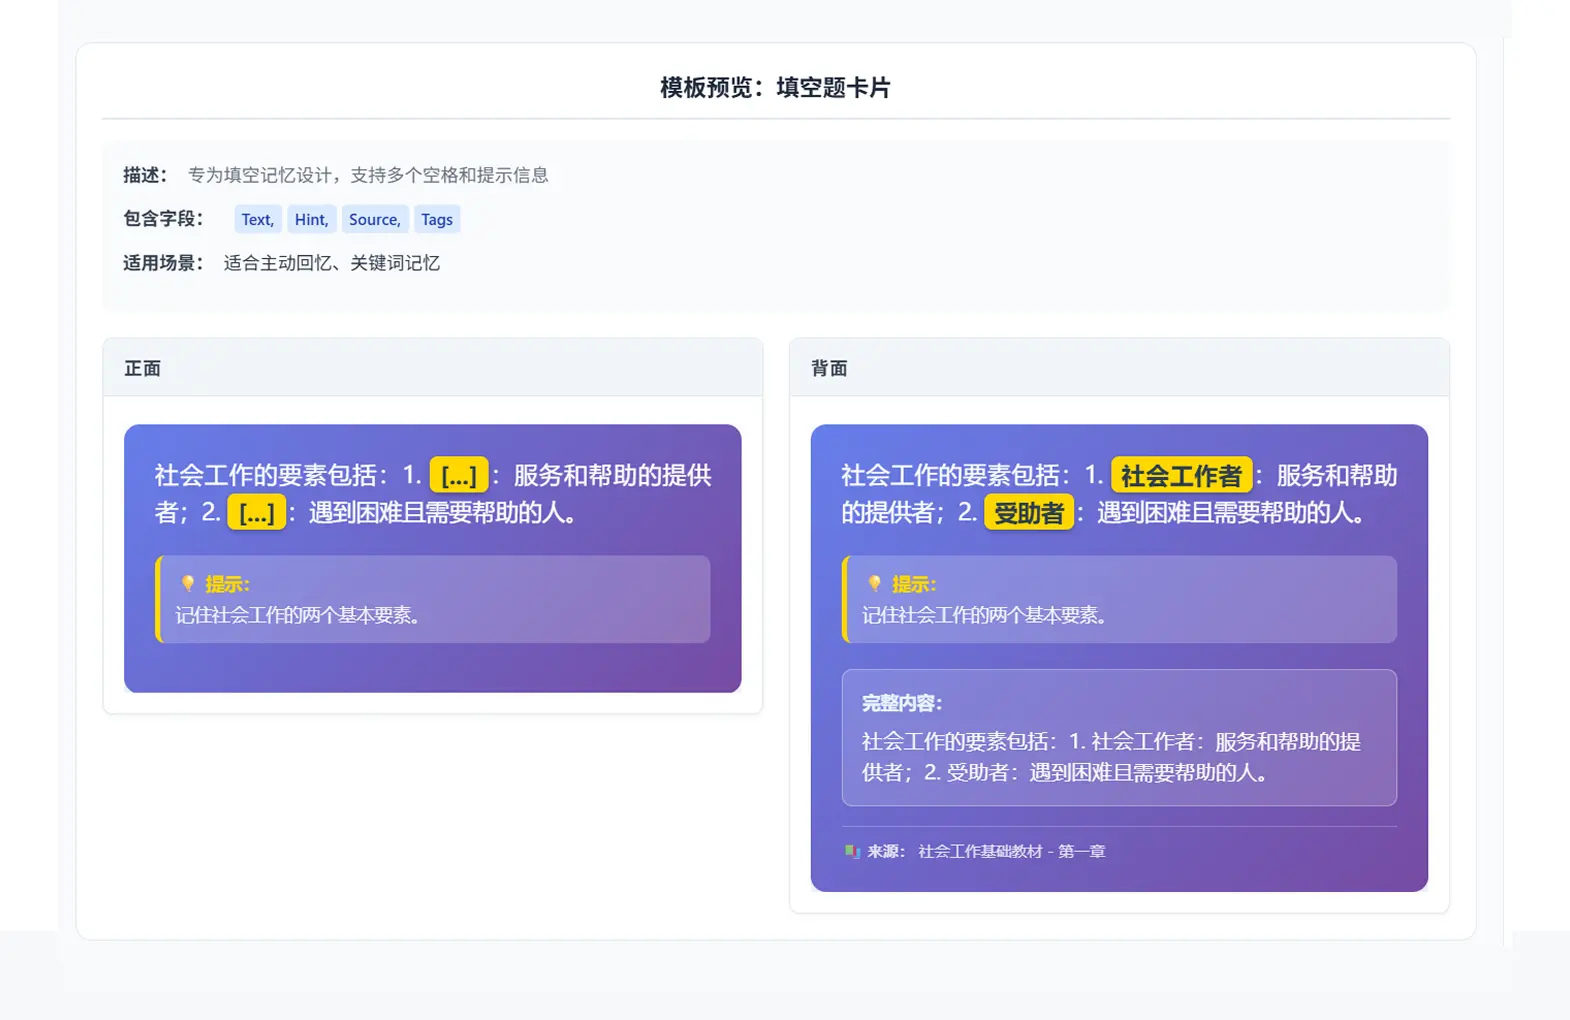 模板预览：填空题卡片
描述： 专为填空记忆设计，支持多个空格和提示信息
包含字段： Text, Hint, Source, Tags
适用场景： 适合主动回忆、关键词记忆
正面
社会工作的要素包括：1. [...] ：服务和帮助的提供
者；2. [...] ：遇到困难且需要帮助的人。
💡 提示:
记住社会工作的两个基本要素。
背面
社会工作的要素包括：1. 社会工作者 ：服务和帮助
的提供者；2. 受助者 ：遇到困难且需要帮助的人。
💡 提示:
记住社会工作的两个基本要素。
完整内容:
社会工作的要素包括：1. 社会工作者：服务和帮助的提
供者；2. 受助者：遇到困难且需要帮助的人。
来源： 社会工作基础教材 - 第一章